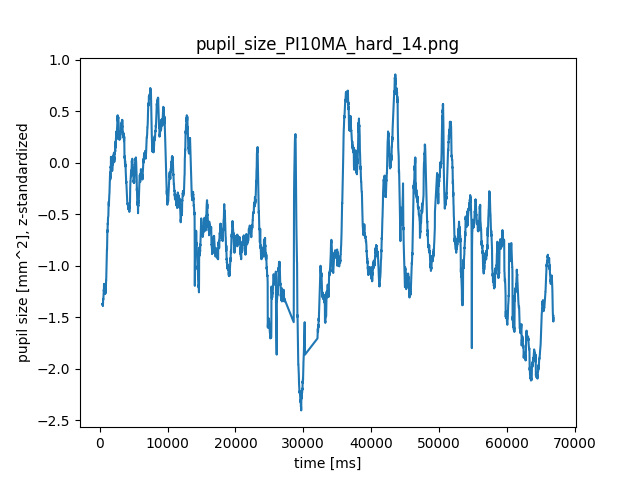 pupil_size_PI10MA_hard_14.png
1.0
0.5
0.0
−0.5
−1.0
−1.5
−2.0
−2.5
pupil size [mm^2], z-standardized
0 10000 20000 30000 40000 50000 60000 70000
time [ms]